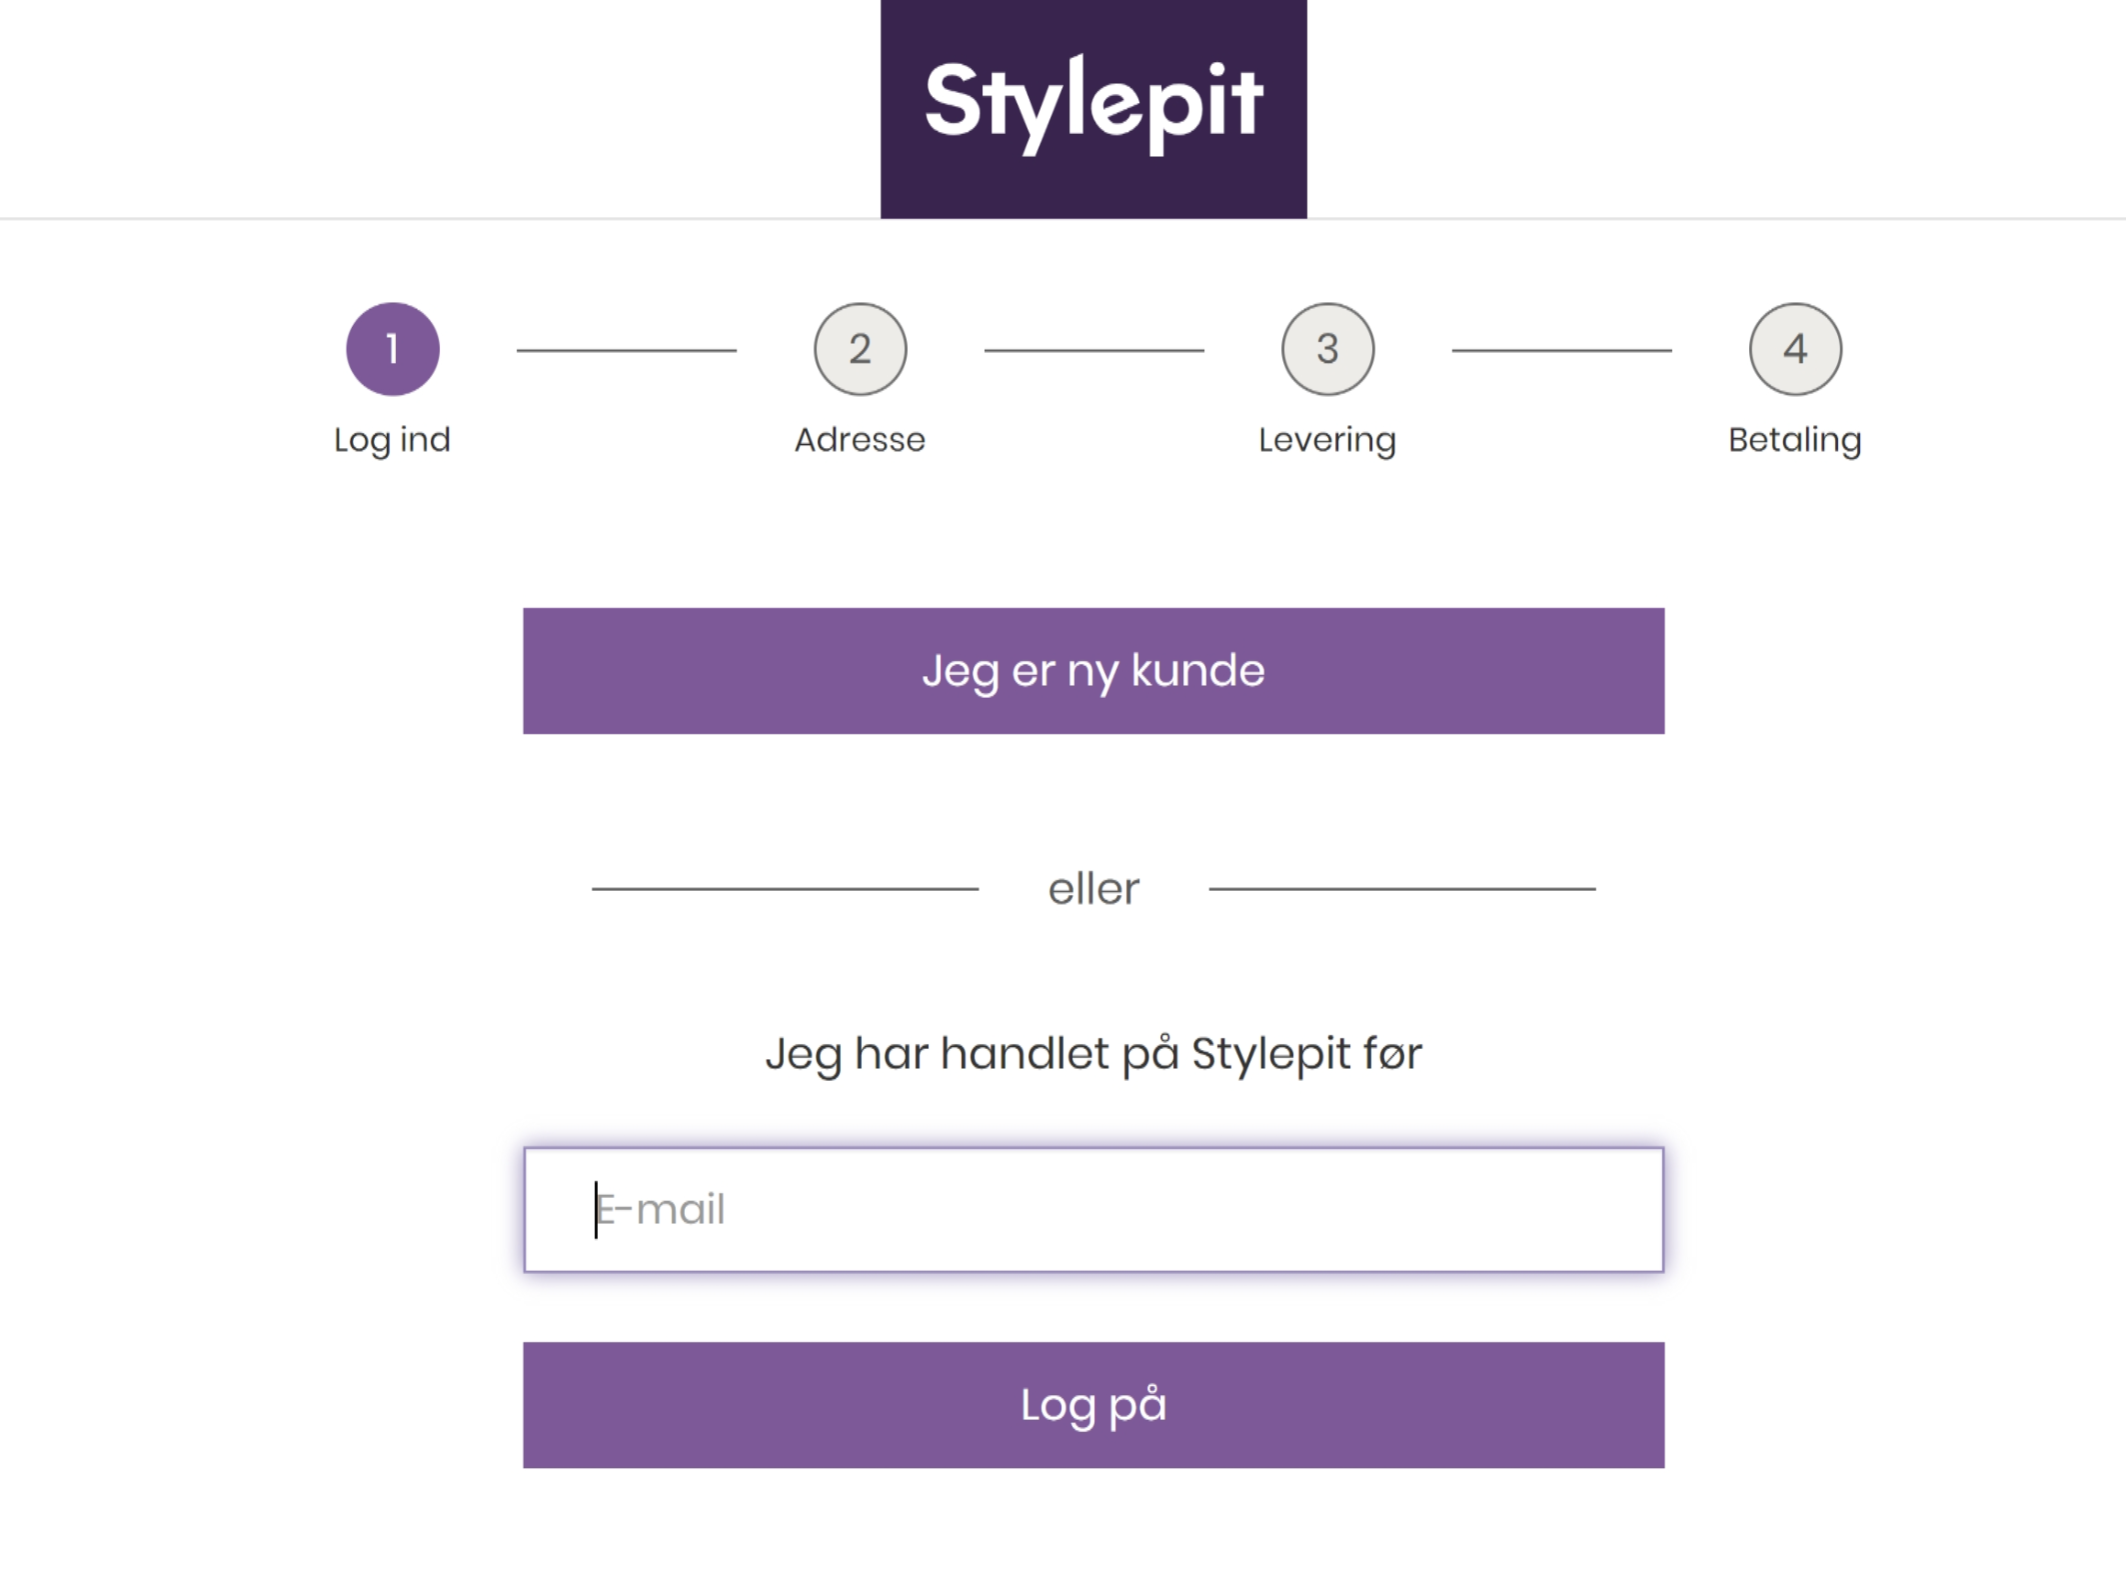 Stylepit
1 2 3 4
Log ind Adresse Levering Betaling
Jeg er ny kunde
eller
Jeg har handlet på Stylepit før
E-mail
Log på